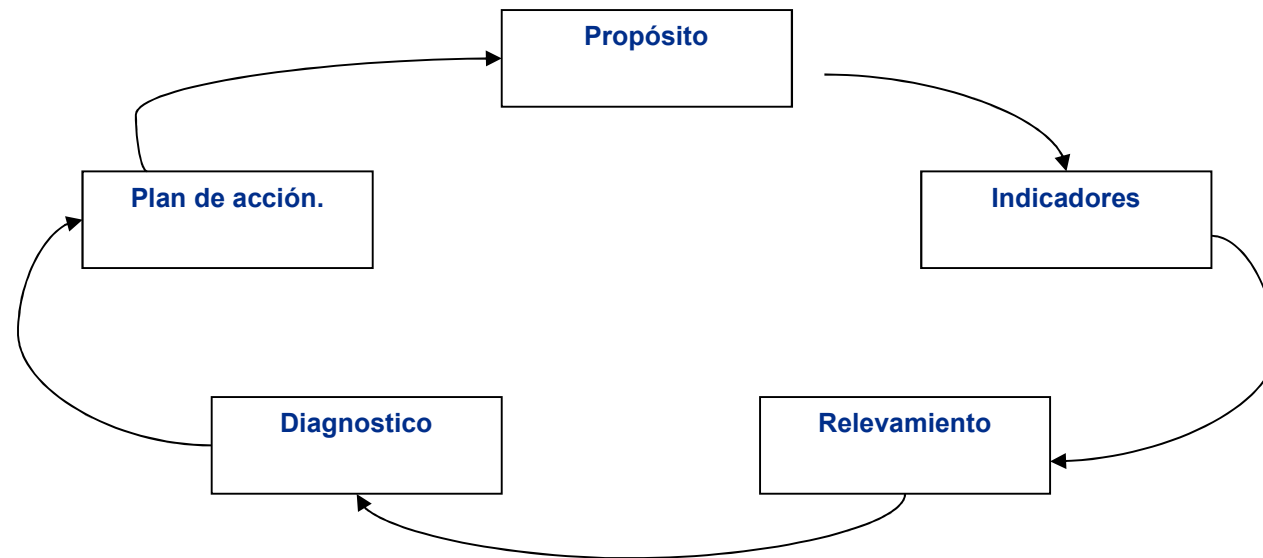 Propósito
Plan de acción.
Indicadores
Diagnostico
Relevamiento